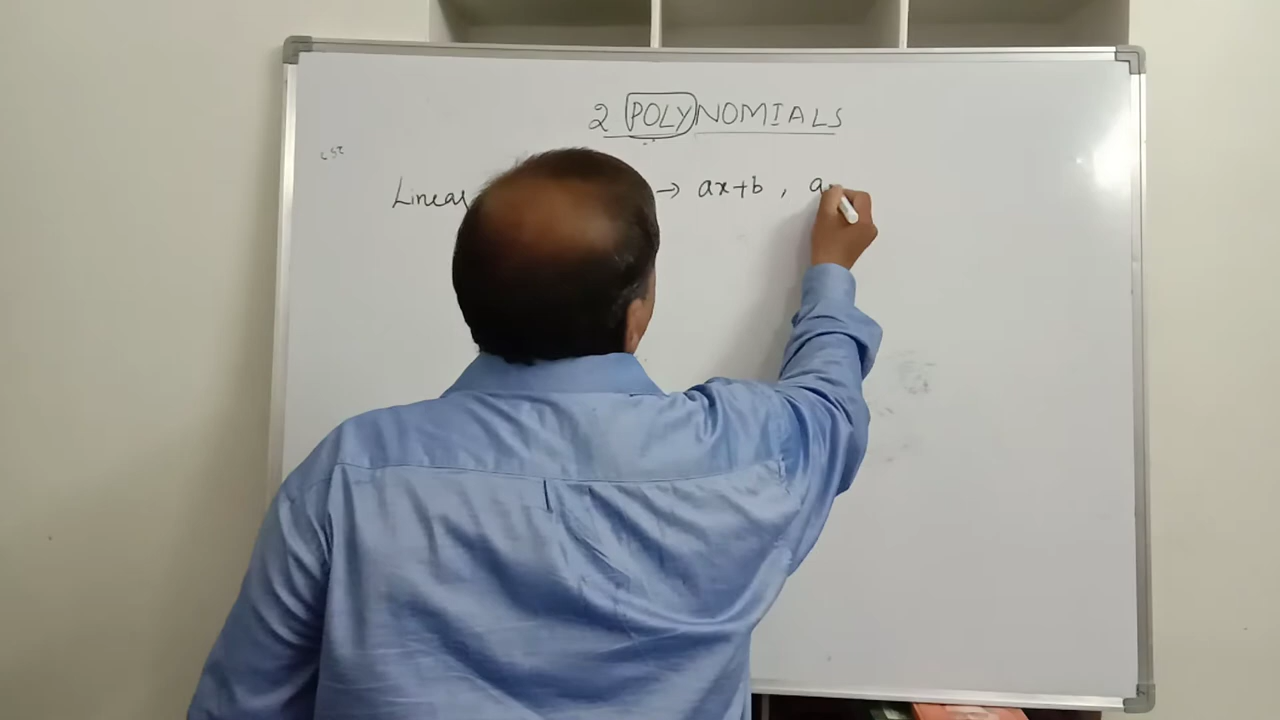 2 POLYNOMIALS
Linear → ax+b , a